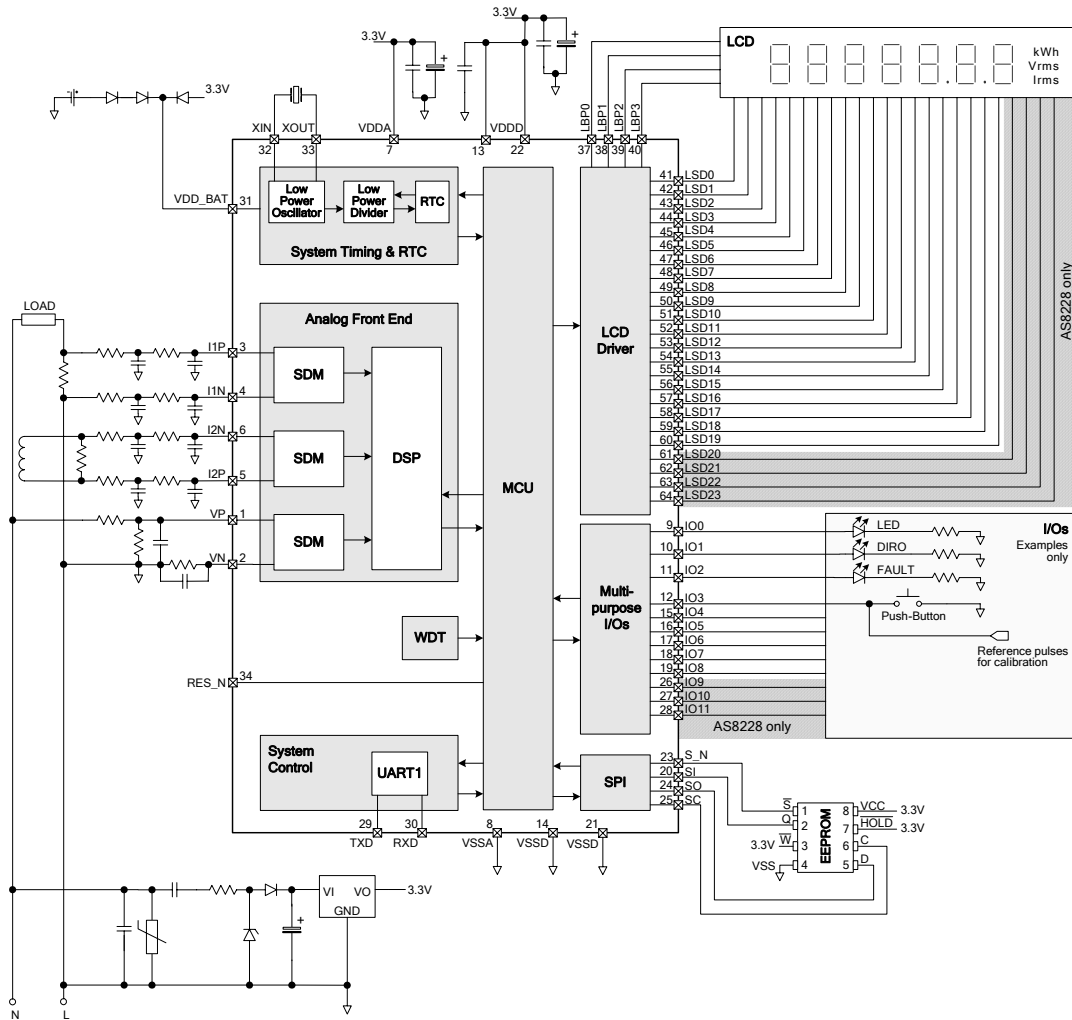 3.3V
3.3V
LCD
kWh
Vrms
Irms
3.3V
XIN
XOUT
VDDA
VDDD
LBP0
LBP1
LBP2
LBP3
32
33
7
13
22
37
38
39
40
VDD_BAT
31
Low
Power
Oscillator
Low
Power
Divider
RTC
System Timing & RTC
41 LSD0
42 LSD1
43 LSD2
44 LSD3
45 LSD4
46 LSD5
47 LSD6
48 LSD7
49 LSD8
50 LSD9
51 LSD10
52 LSD11
53 LSD12
54 LSD13
55 LSD14
56 LSD15
57 LSD16
58 LSD17
59 LSD18
60 LSD19
61 LSD20
62 LSD21
63 LSD22
64 LSD23
AS8228 only
LCD
Driver
LOAD
Analog Front End
I1P
3
SDM
I1N
4
I2N
6
SDM
I2P
5
VP
1
SDM
VN
2
DSP
MCU
WDT
RES_N
34
Multi-
purpose
I/Os
9 IO0
10 IO1
11 IO2
12 IO3
15 IO4
16 IO5
17 IO6
18 IO7
19 IO8
26 IO9
27 IO10
28 IO11
AS8228 only
LED
DIRO
FAULT
I/Os
Examples
only
Push-Button
Reference pulses
for calibration
System
Control
UART1
SPI
23 S_N
20 SI
24 SO
25 SC
29
30
8
14
21
TXD
RXD
VSSA
VSSD
VSSD
EEPROM
S
1
8
VCC
3.3V
Q
2
7
HOLD
3.3V
3.3V
W
3
6
C
VSS
4
5
D
VI
VO
GND
3.3V
N
L